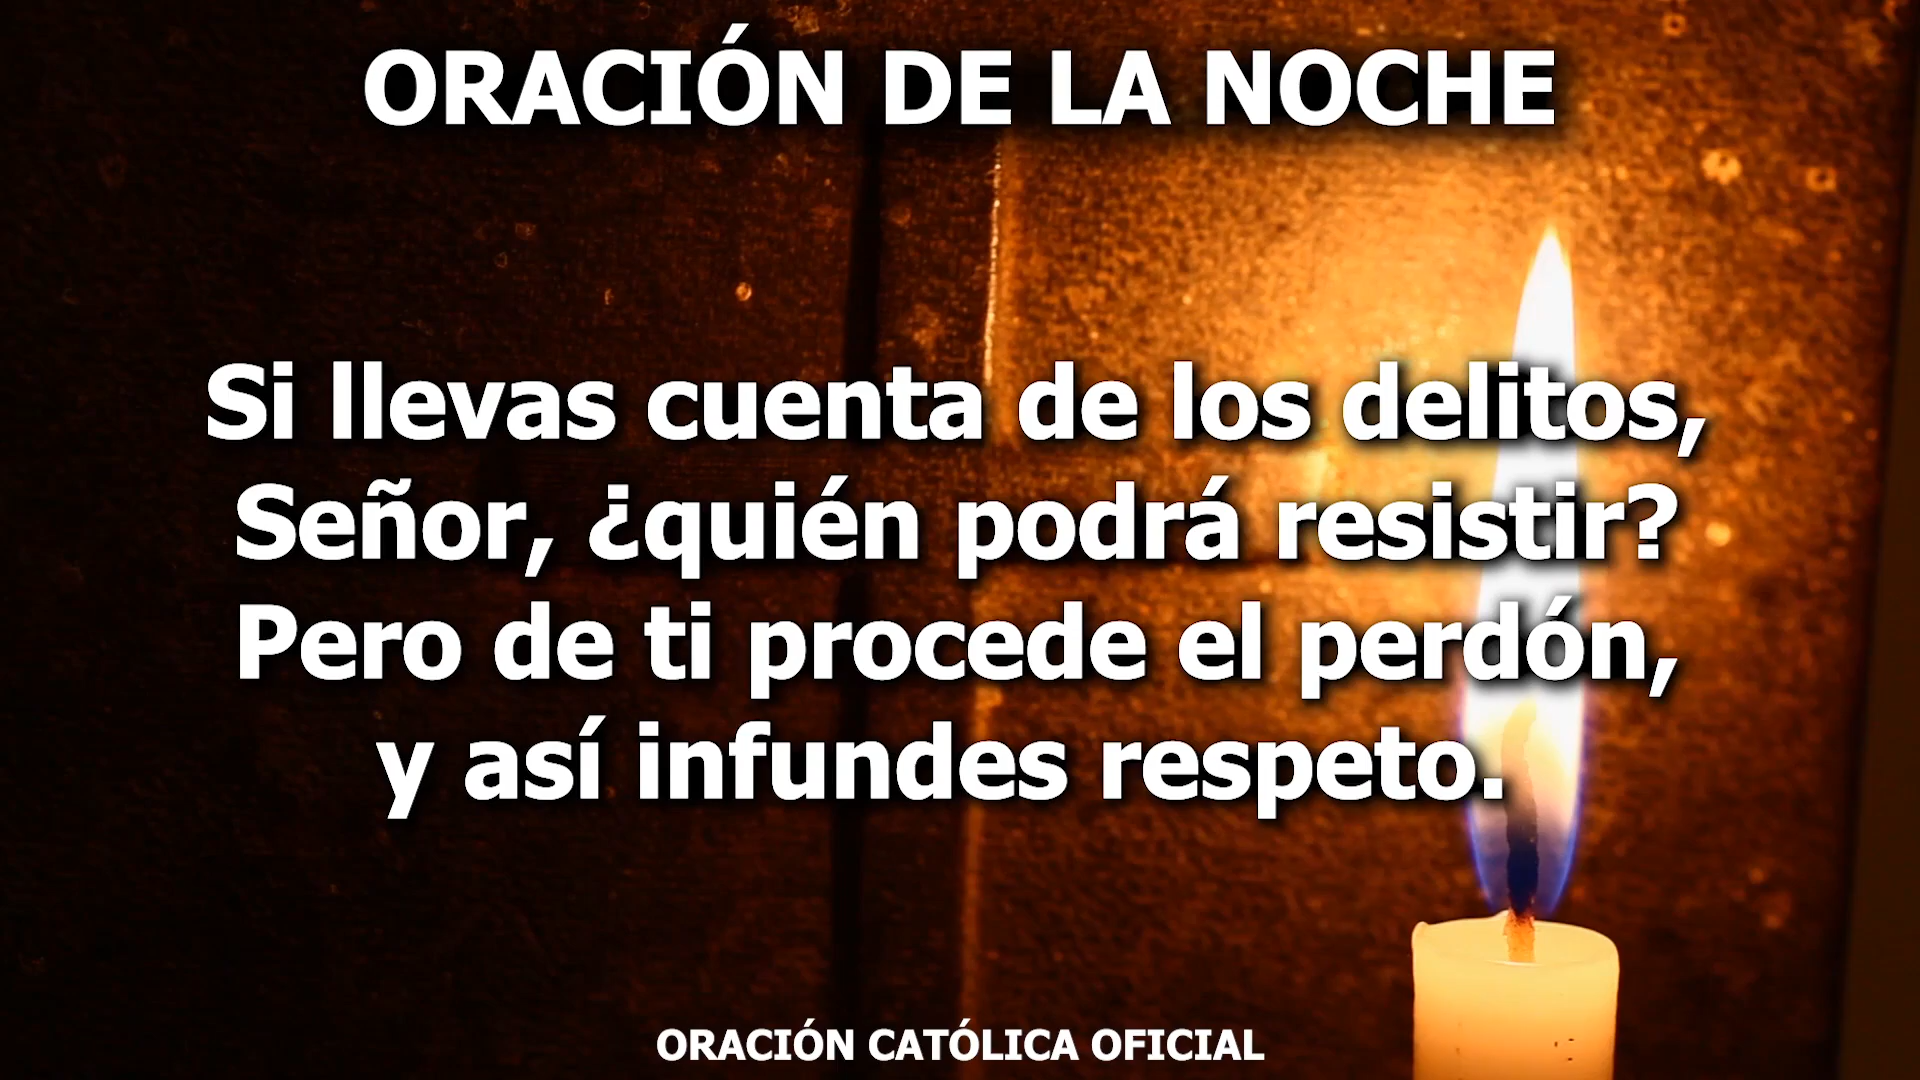 ORACIÓN DE LA NOCHE
Si llevas cuenta de los delitos,
Señor, ¿quién podrá resistir?
Pero de ti procede el perdón,
y así infundes respeto.
ORACIÓN CATÓLICA OFICIAL